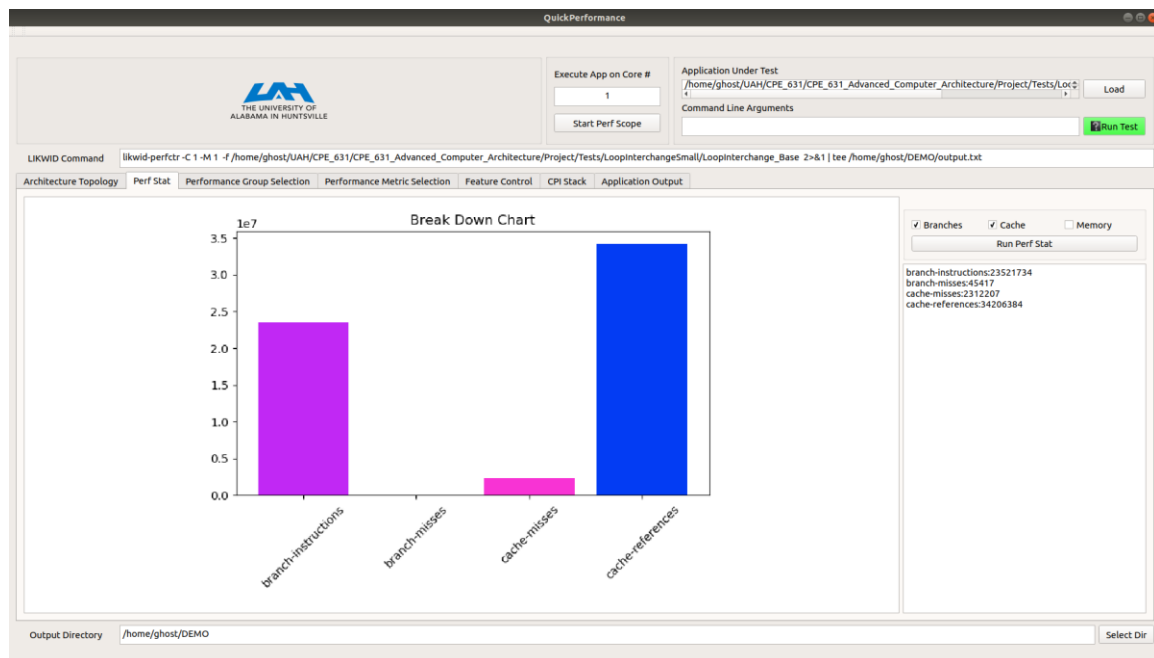 QuickPerformance
UAH
THE UNIVERSITY OF
ALABAMA IN HUNTSVILLE
Execute App on Core #
1
Start Perf Scope
Application Under Test
/home/ghost/UAH/CPE_631/CPE_631_Advanced_Computer_Architecture/Project/Tests/Loo
Load
Command Line Arguments
Run Test
LIKWID Command
likwid-perfctr -C 1 -M 1 -f /home/ghost/UAH/CPE_631/CPE_631_Advanced_Computer_Architecture/Project/Tests/LoopInterchangeSmall/LoopInterchange_Base 2>&1 | tee /home/ghost/DEMO/output.txt
Architecture Topology Perf Stat Performance Group Selection Performance Metric Selection Feature Control CPI Stack Application Output
Break Down Chart
1e7
3.5
3.0
2.5
2.0
1.5
1.0
0.5
0.0
branch-instructions
branch-misses
cache-misses
cache-references
Branches Cache Memory
Run Perf Stat
branch-instructions:23521734
branch-misses:45417
cache-misses:2312207
cache-references:34206384
Output Directory
/home/ghost/DEMO
Select Dir